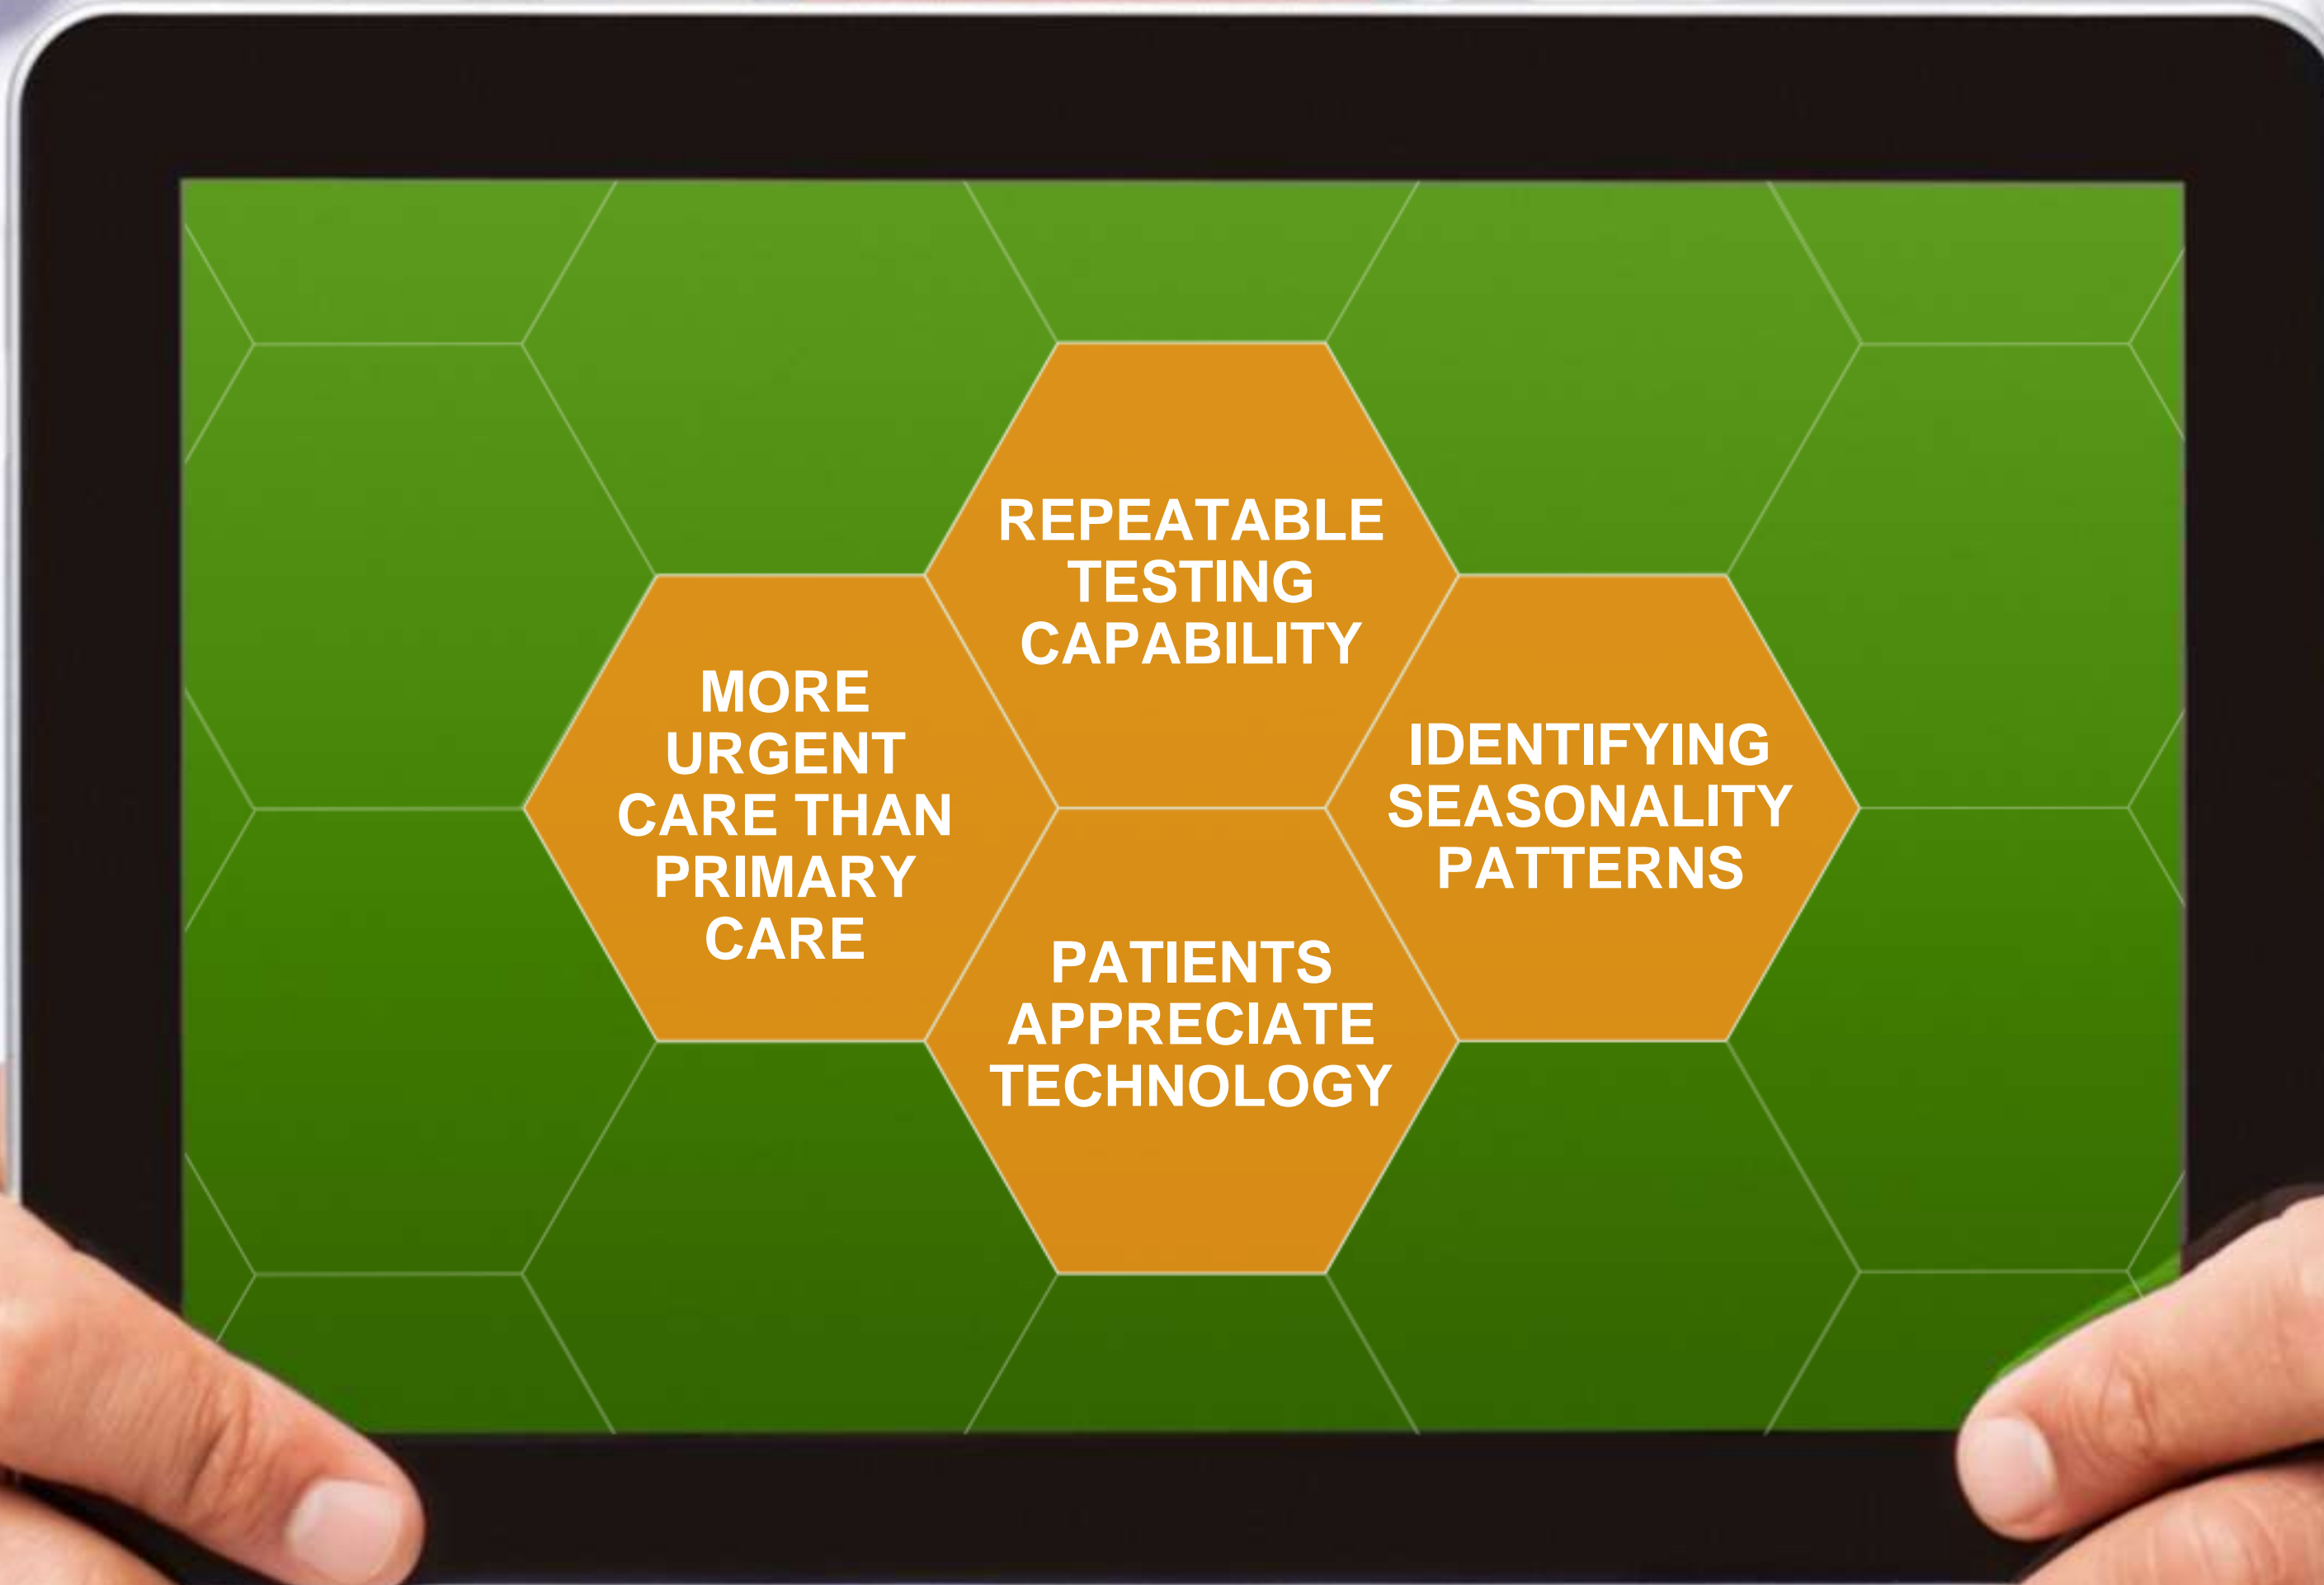 REPEATABLE
TESTING
CAPABILITY
MORE
URGENT
CARE THAN
PRIMARY
CARE
IDENTIFYING
SEASONALITY
PATTERNS
PATIENTS
APPRECIATE
TECHNOLOGY